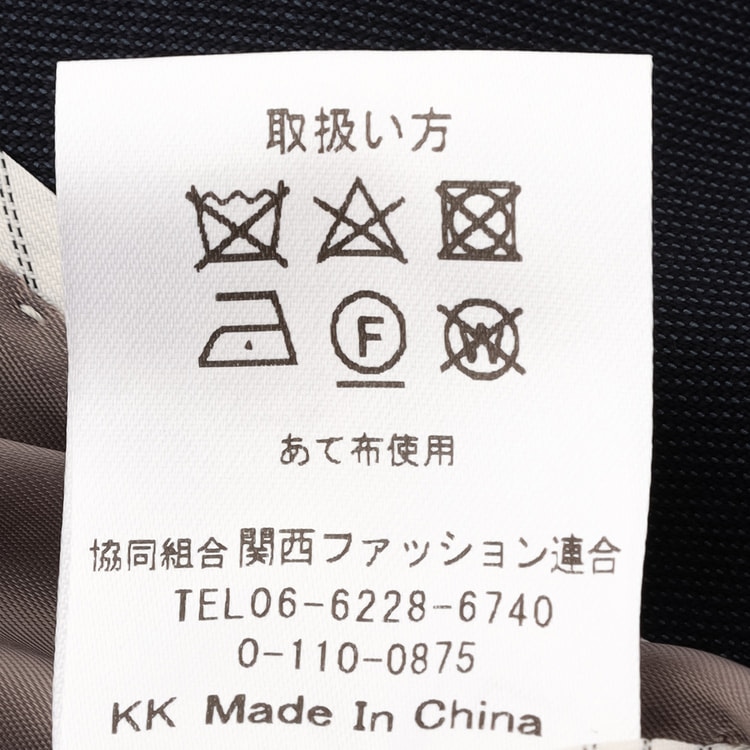 取扱い方
F
W
あて布使用
協同組合 関西ファッション連合
TEL06-6228-6740
0-110-0875
KK Made In China